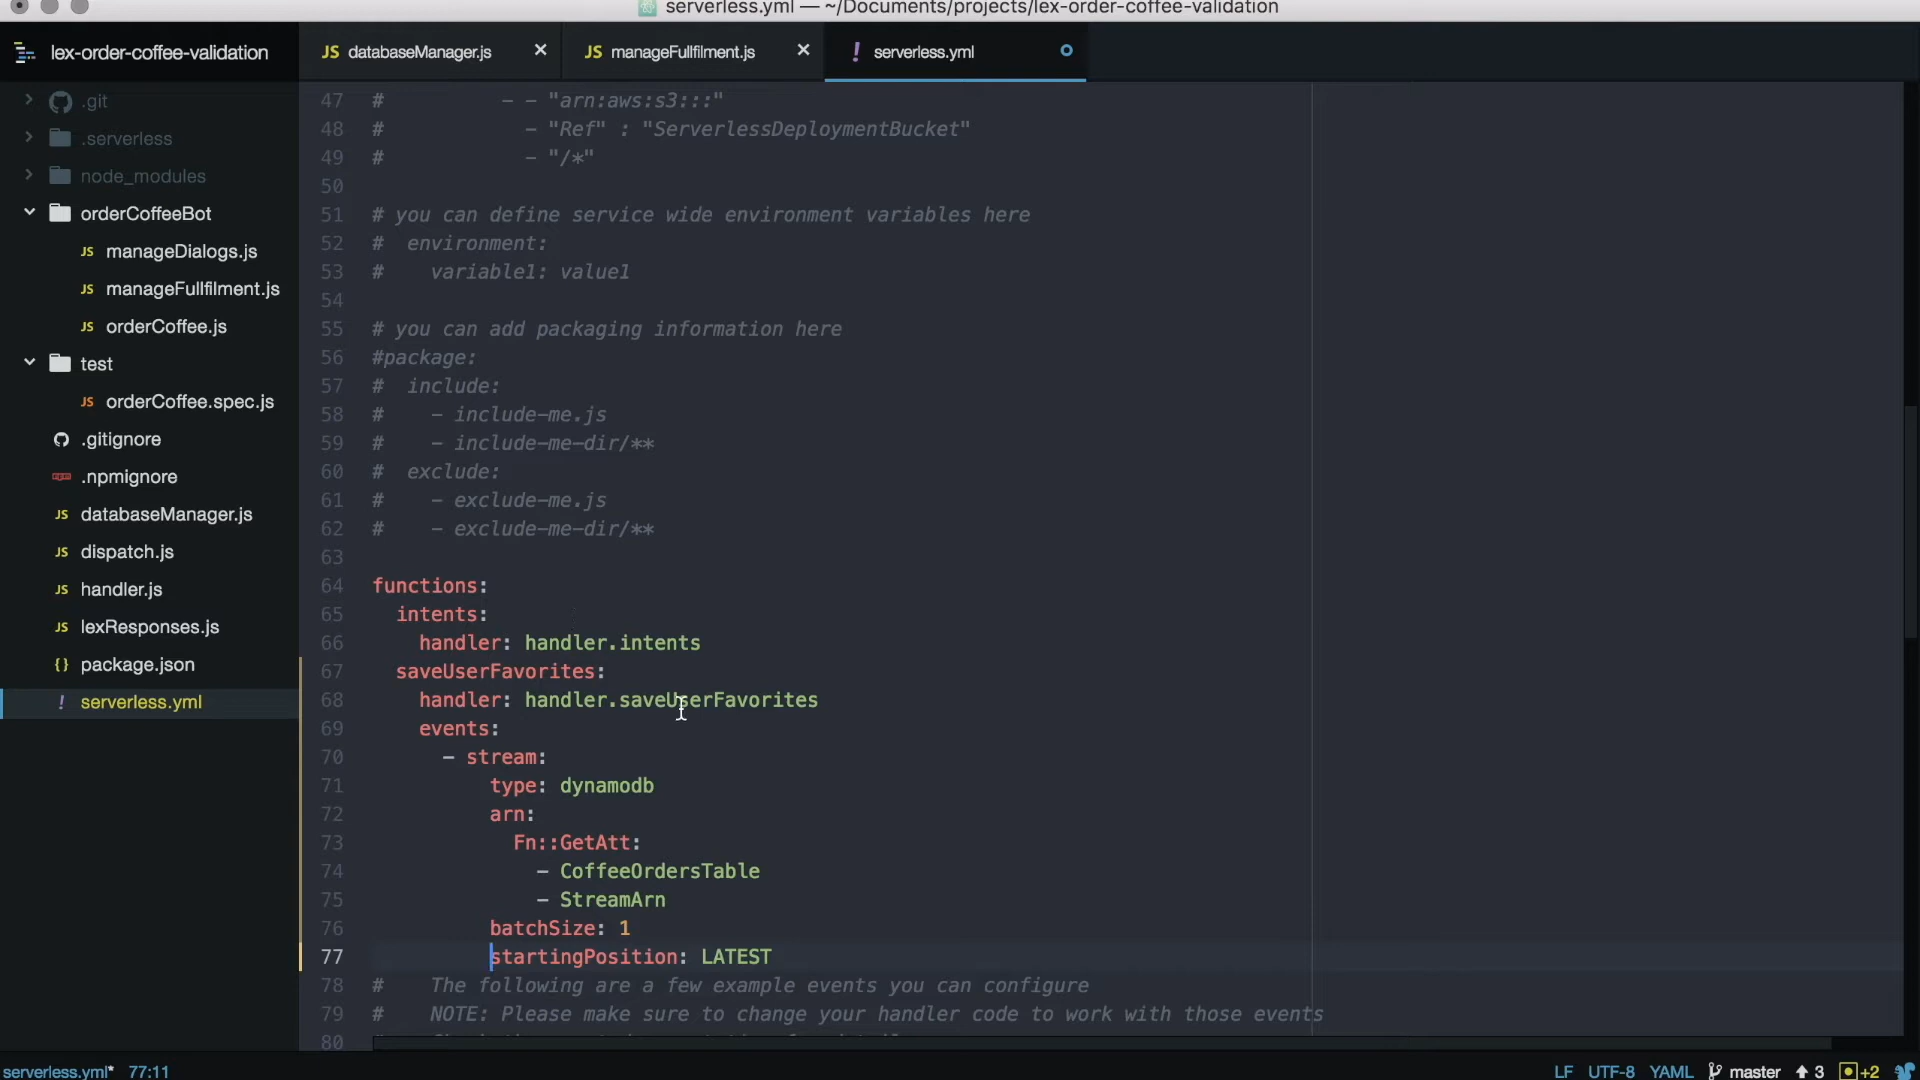 serverless.yml — ~/Documents/projects/lex-order-coffee-validation
lex-order-coffee-validation
JS databaseManager.js ×
JS manageFullfilment.js ×
! serverless.yml
.git
.serverless
node_modules
orderCoffeeBot
JS manageDialogs.js
JS manageFullfilment.js
JS orderCoffee.js
test
JS orderCoffee.spec.js
.gitignore
.npmignore
JS databaseManager.js
JS dispatch.js
JS handler.js
JS lexResponses.js
{} package.json
! serverless.yml
47 #          - - "arn:aws:s3:::"
48 #            - "Ref" : "ServerlessDeploymentBucket"
49 #            - "/*"
50
51 # you can define service wide environment variables here
52 #  environment:
53 #    variable1: value1
54
55 # you can add packaging information here
56 #package:
57 #  include:
58 #    - include-me.js
59 #    - include-me-dir/**
60 #  exclude:
61 #    - exclude-me.js
62 #    - exclude-me-dir/**
63
64 functions:
65   intents:
66     handler: handler.intents
67   saveUserFavorites:
68     handler: handler.saveUserFavorites
69     events:
70       - stream:
71           type: dynamodb
72           arn:
73             Fn::GetAtt:
74               - CoffeeOrdersTable
75               - StreamArn
76           batchSize: 1
77           startingPosition: LATEST
78 #    The following are a few example events you can configure
79 #    NOTE: Please make sure to change your handler code to work with those events
80
serverless.yml* 77:11
LF UTF-8 YAML master 3 +2